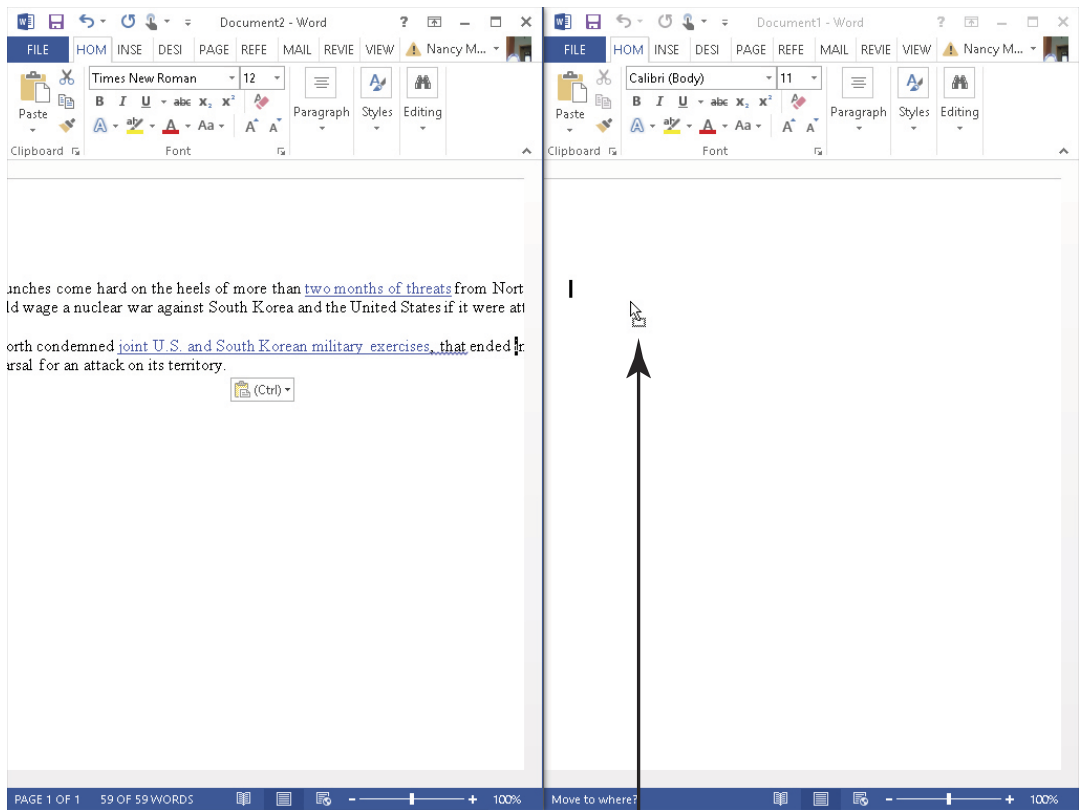 Document2 - Word
?
FILE HOM INSE DESI PAGE REFE MAIL REVIE VIEW Nancy M...
Times New Roman 12
Paste
B I U abc X₂ X²
A aby A Aa A A
Paragraph Styles Editing
Clipboard Font
unches come hard on the heels of more than two months of threats from Nort
ld wage a nuclear war against South Korea and the United States if it were att
orth condemned joint U.S. and South Korean military exercises, that ended in
arsal for an attack on its territory.
(Ctrl)
PAGE 1 OF 1 59 OF 59 WORDS 100%
Document1 - Word
?
FILE HOM INSE DESI PAGE REFE MAIL REVIE VIEW Nancy M...
Calibri (Body) 11
Paste
B I U abc X₂ X²
A aby A Aa A A
Paragraph Styles Editing
Clipboard Font
Move to where? 100%